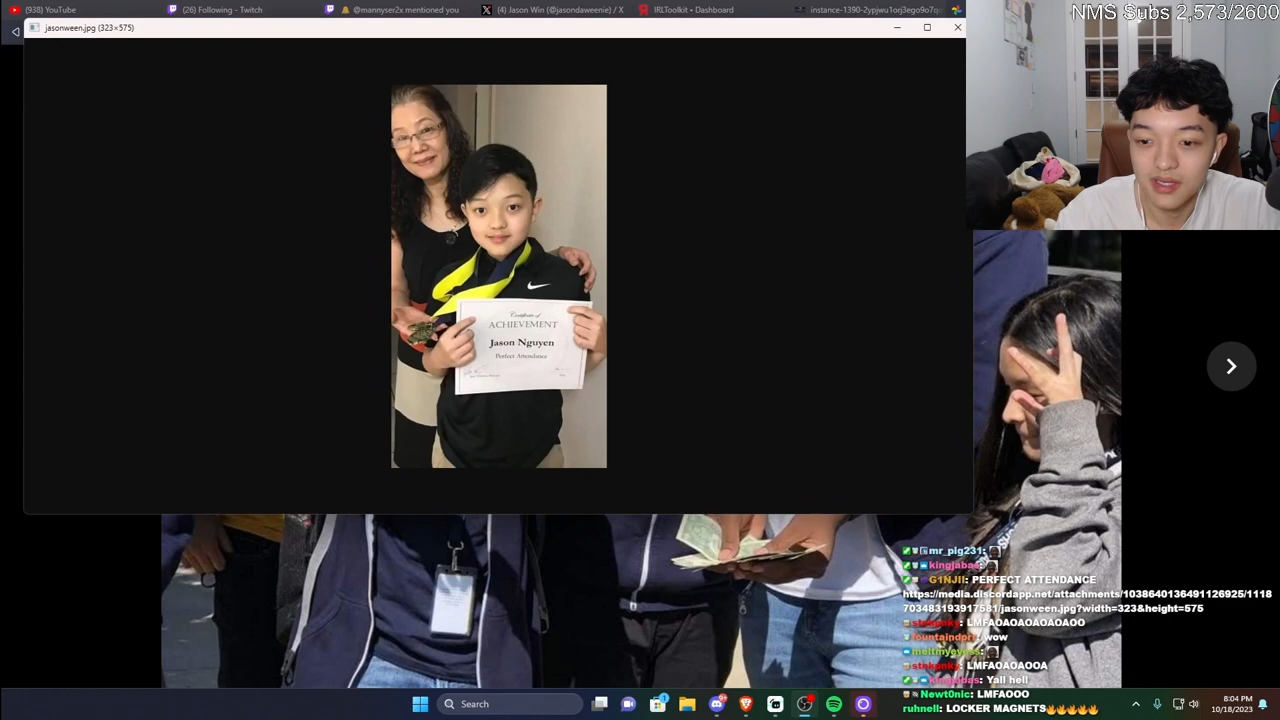 (938) YouTube
(26) Following - Twitch
@mannyser2x mentioned you
(4) Jason Win (@jasondaweenie) / X
IRLToolkit • Dashboard
NMS Subs 2,573/2600
jasonween.jpg (323×575)
Certificate of
ACHIEVEMENT
Jason Nguyen
Perfect Attendance
mr_pig231:
kingjabas:
G1NJII: PERFECT ATTENDANCE
https://media.discordapp.net/attachments/1038640136491126925/1118
703483193917581/jasonween.jpg?width=323&height=575
LMFAOAOAOAOAOAOO
wow
LMFAOAOAOOA
kingjabas: Yall hell
Newt0nic: LMFAOOO
ruhnell: LOCKER MAGNETS🔥🔥🔥🔥🔥
Search
8:04 PM
10/18/2023